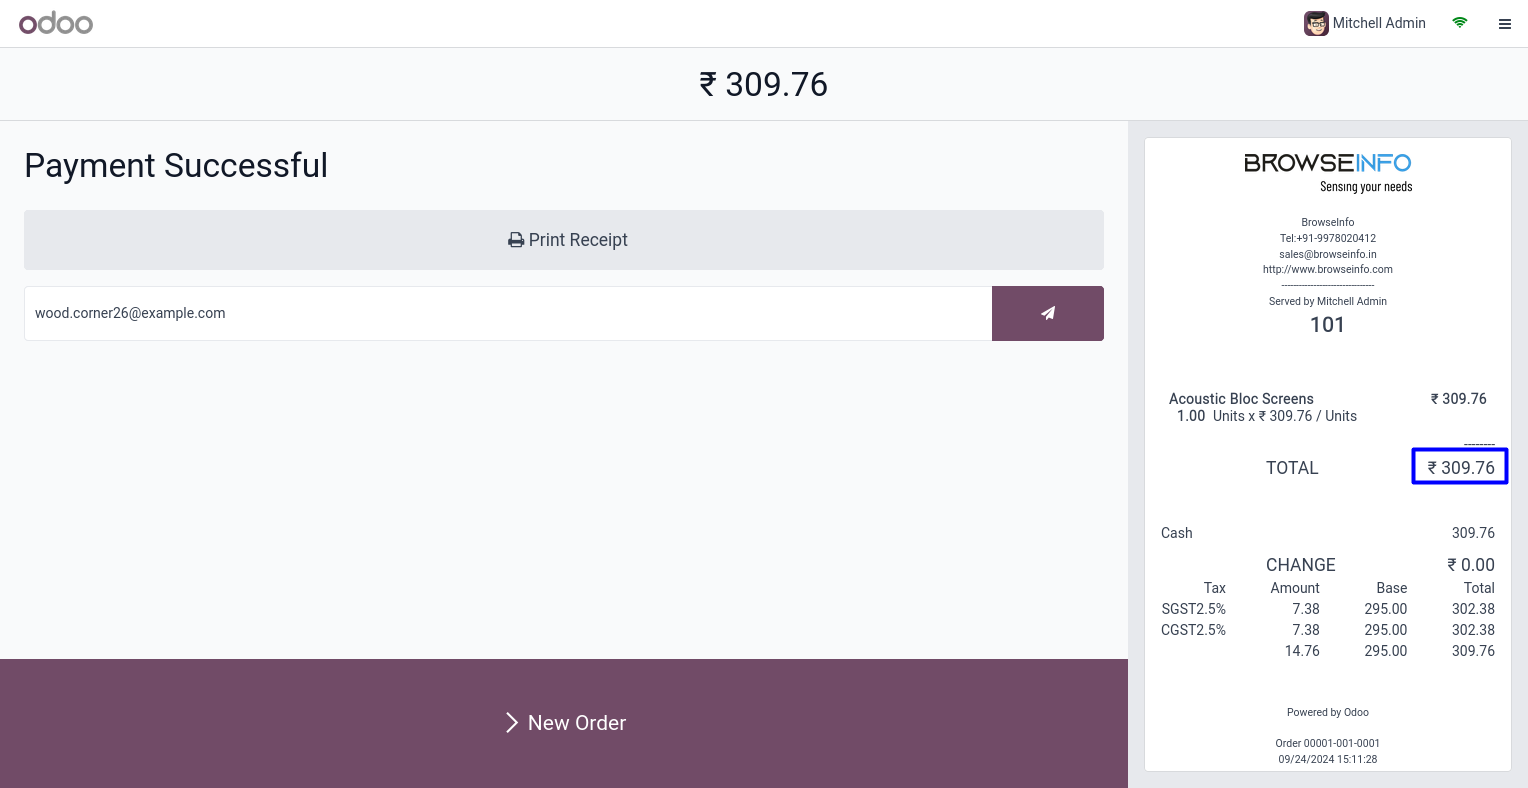 odoo
Mitchell Admin
₹ 309.76
Payment Successful
Print Receipt
wood.corner26@example.com
New Order
BROWSEINFO
Sensing your needs
BrowseInfo
Tel:+91-9978020412
sales@browseinfo.in
http://www.browseinfo.com
--------------------------------
Served by Mitchell Admin
101
Acoustic Bloc Screens ₹ 309.76
1.00 Units x ₹ 309.76 / Units
--------
TOTAL ₹ 309.76
Cash 309.76
CHANGE ₹ 0.00
Tax Amount Base Total
SGST2.5% 7.38 295.00 302.38
CGST2.5% 7.38 295.00 302.38
14.76 295.00 309.76
Powered by Odoo
Order 00001-001-0001
09/24/2024 15:11:28